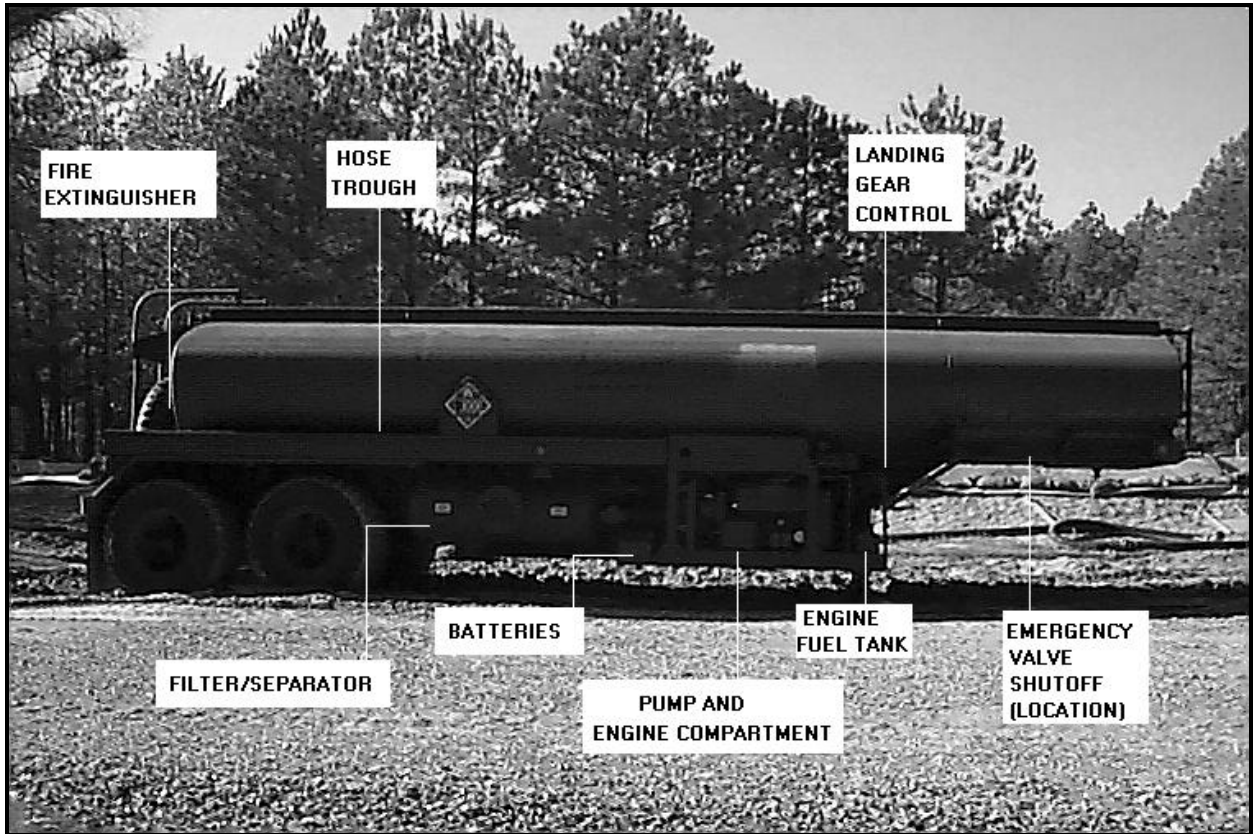 FIRE
EXTINGUISHER
HOSE
TROUGH
LANDING
GEAR
CONTROL
FILTER/SEPARATOR
BATTERIES
PUMP AND
ENGINE COMPARTMENT
ENGINE
FUEL TANK
EMERGENCY
VALVE
SHUTOFF
(LOCATION)